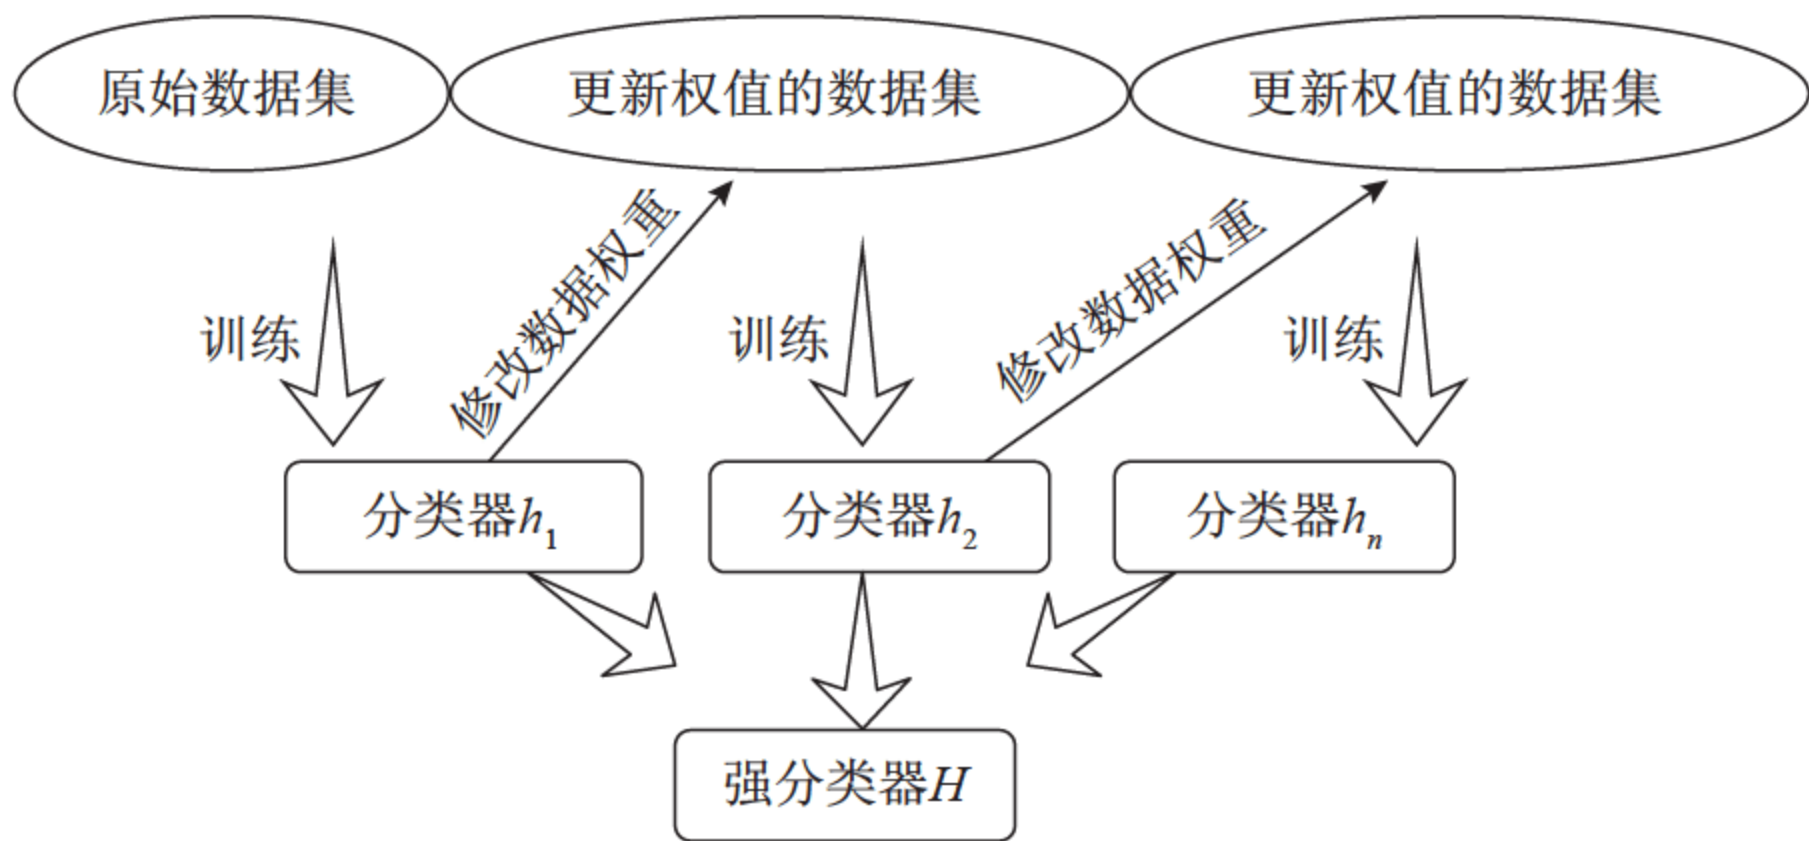 原始数据集
更新权值的数据集
更新权值的数据集
训练
修改数据权重
训练
修改数据权重
训练
分类器h1
分类器h2
分类器hn
强分类器H